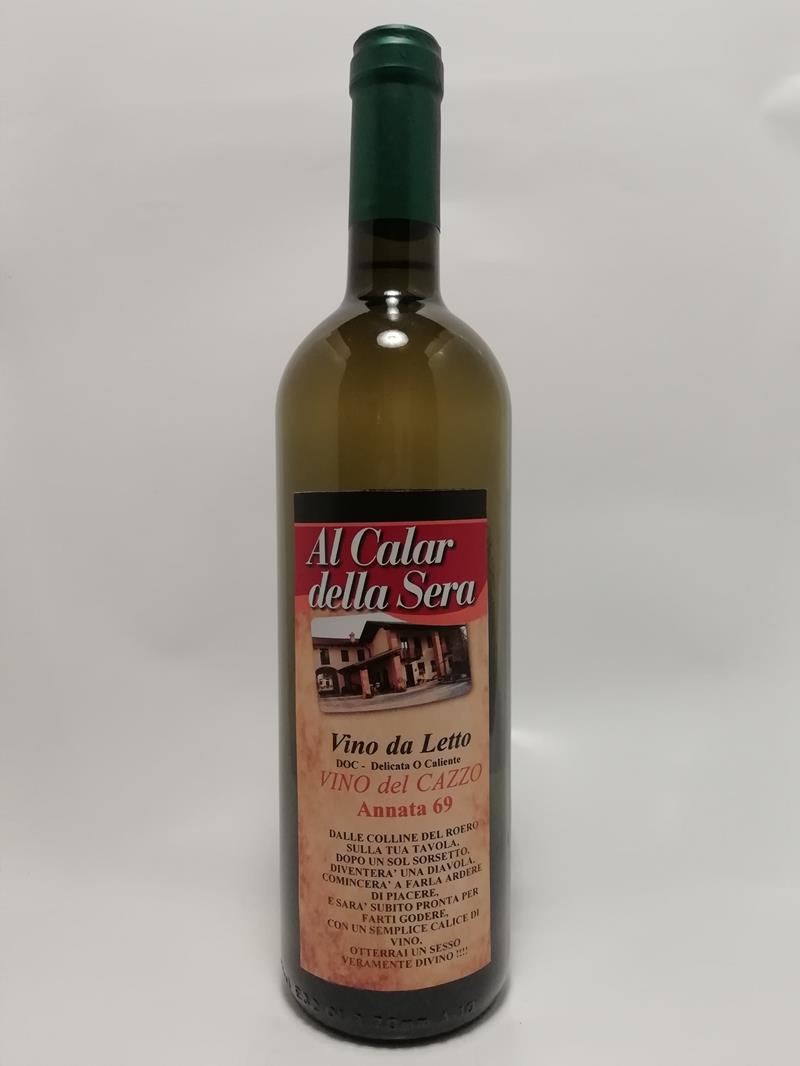 Al Calar
della Sera
Vino da Letto
DOC - Delicata O Caliente
VINO del CAZZO
Annata 69
DALLE COLLINE DEL ROERO
SULLA TUA TAVOLA,
DOPO UN SOL SORSETTO,
DIVENTERA' UNA DIAVOLA,
COMINCERA' A FARLA ARDERE
DI PIACERE,
E SARA' SUBITO PRONTA PER
FARTI GODERE,
CON UN SEMPLICE CALICE DI
VINO,
OTTERRAI UN SESSO
VERAMENTE DIVINO !!!!